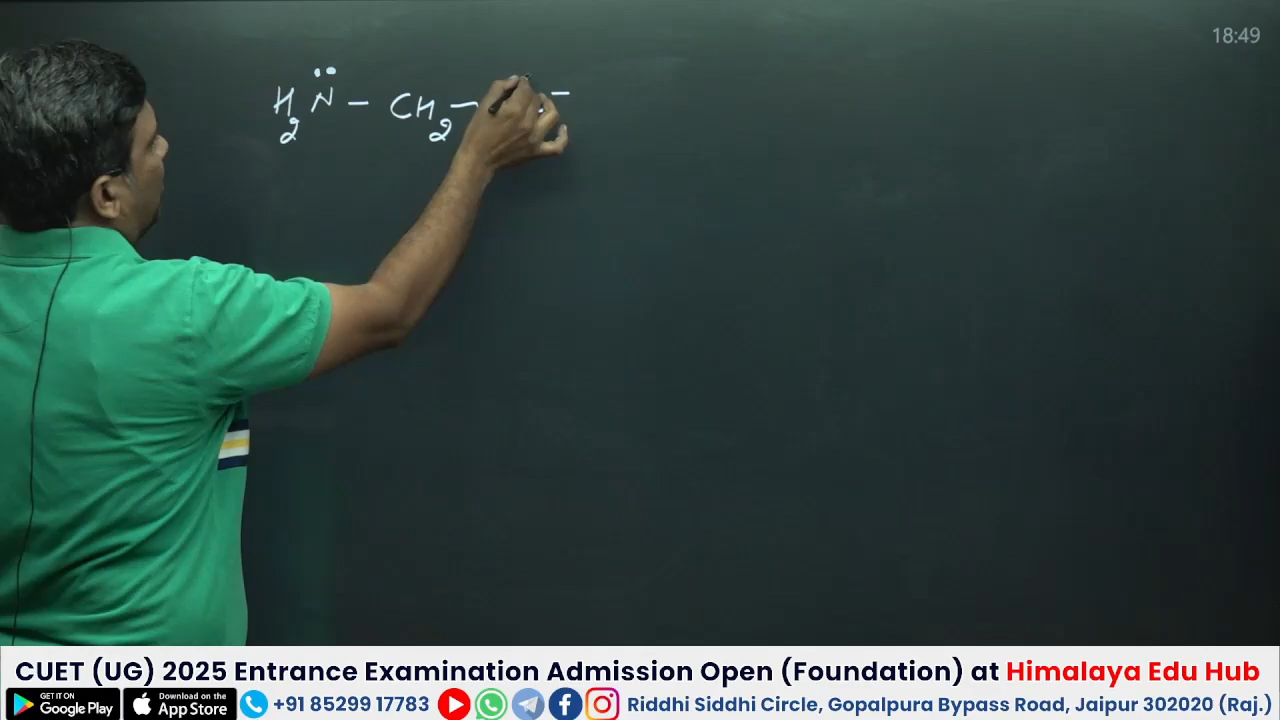 18:49
H₂N̈ - CH₂ - -
CUET (UG) 2025 Entrance Examination Admission Open (Foundation) at Himalaya Edu Hub
GET IT ON Google Play Download on the App Store +91 85299 17783 Riddhi Siddhi Circle, Gopalpura Bypass Road, Jaipur 302020 (Raj.)